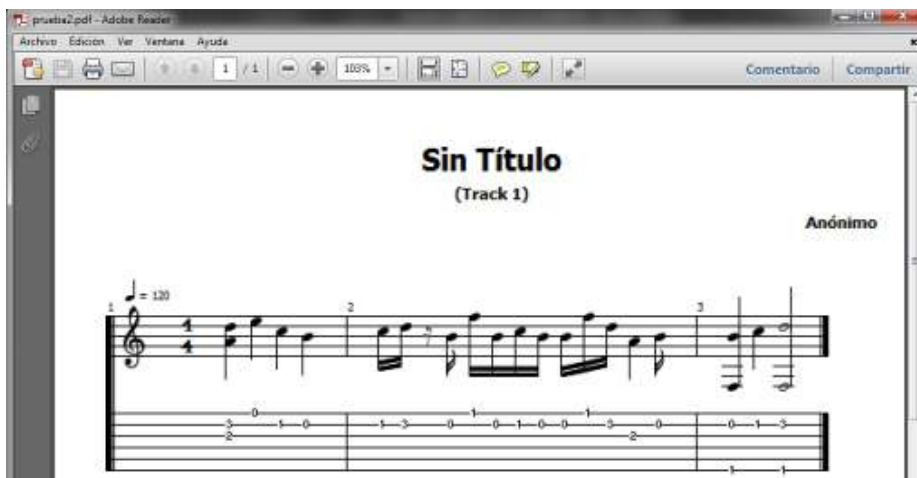 prueba2.pdf - Adobe Reader
Archivo Edición Ver Ventana Ayuda
1 / 1 103% Comentario Compartir
Sin Título
(Track 1)
Anónimo
= 120
1 2 3
4
4
0 1 1
3 1 0 1 3 0 0 1 0 0 3 0 0 1 3
2 2
1 1